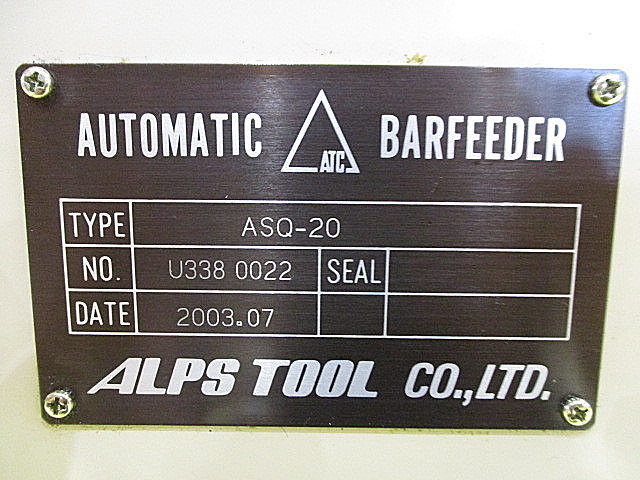 AUTOMATIC ATC BARFEEDER
TYPE ASQ-20
NO. U338 0022 SEAL
DATE 2003.07
ALPS TOOL CO.,LTD.